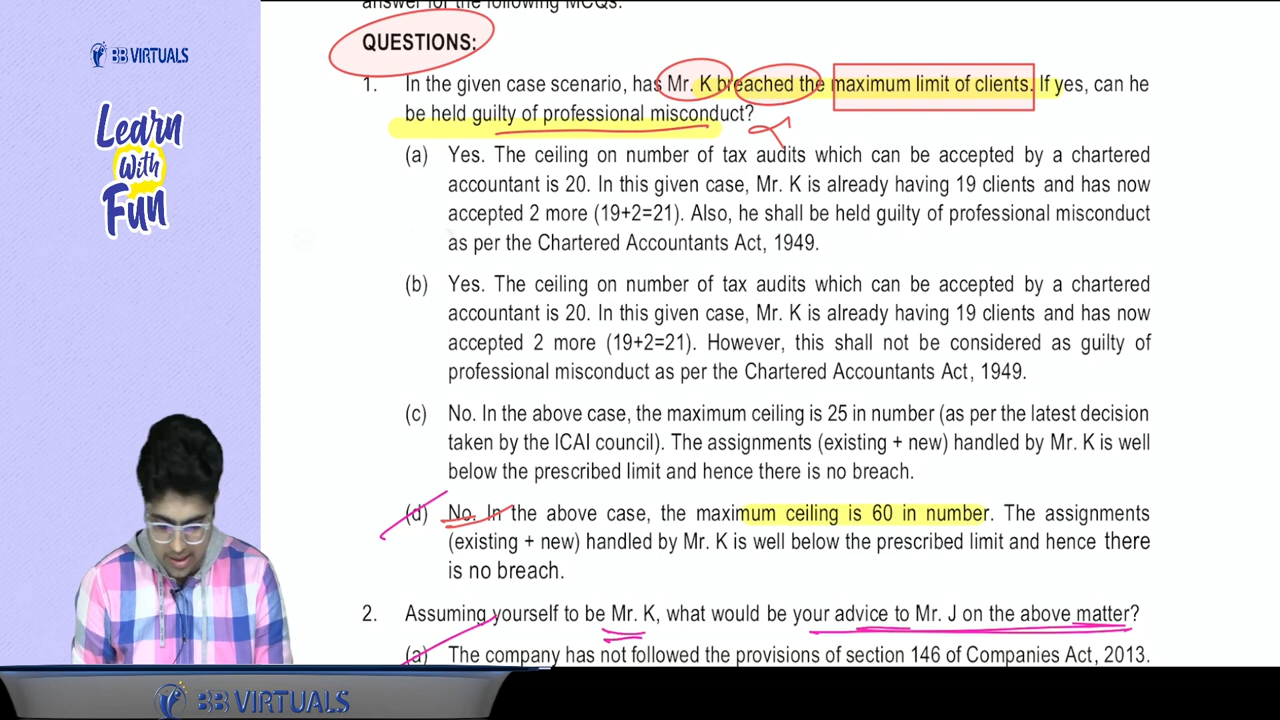 answer for the following MCQs.
QUESTIONS:
BB VIRTUALS
Learn
With
Fun
1. In the given case scenario, has Mr. K breached the maximum limit of clients. If yes, can he
be held guilty of professional misconduct?
(a) Yes. The ceiling on number of tax audits which can be accepted by a chartered
accountant is 20. In this given case, Mr. K is already having 19 clients and has now
accepted 2 more (19+2=21). Also, he shall be held guilty of professional misconduct
as per the Chartered Accountants Act, 1949.
(b) Yes. The ceiling on number of tax audits which can be accepted by a chartered
accountant is 20. In this given case, Mr. K is already having 19 clients and has now
accepted 2 more (19+2=21). However, this shall not be considered as guilty of
professional misconduct as per the Chartered Accountants Act, 1949.
(c) No. In the above case, the maximum ceiling is 25 in number (as per the latest decision
taken by the ICAI council). The assignments (existing + new) handled by Mr. K is well
below the prescribed limit and hence there is no breach.
(d) No. In the above case, the maximum ceiling is 60 in number. The assignments
(existing + new) handled by Mr. K is well below the prescribed limit and hence there
is no breach.
2. Assuming yourself to be Mr. K, what would be your advice to Mr. J on the above matter?
(a) The company has not followed the provisions of section 146 of Companies Act, 2013.
BB VIRTUALS